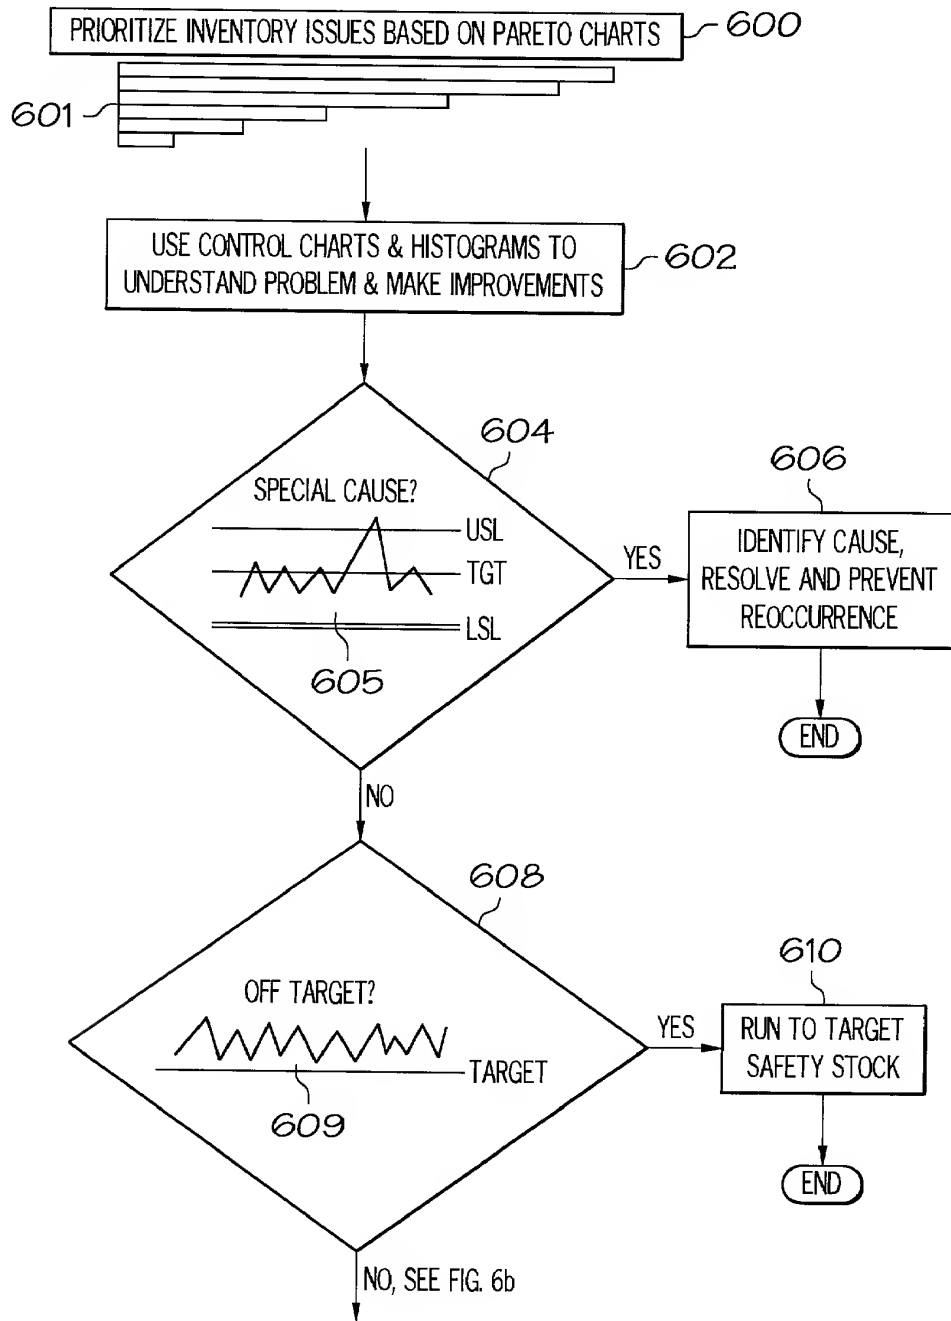 PRIORITIZE INVENTORY ISSUES BASED ON PARETO CHARTS
600
601
USE CONTROL CHARTS & HISTOGRAMS TO
UNDERSTAND PROBLEM & MAKE IMPROVEMENTS
602
604
SPECIAL CAUSE?
USL
TGT
LSL
605
YES
606
IDENTIFY CAUSE,
RESOLVE AND PREVENT
REOCCURRENCE
END
NO
608
OFF TARGET?
TARGET
609
YES
610
RUN TO TARGET
SAFETY STOCK
END
NO, SEE FIG. 6b